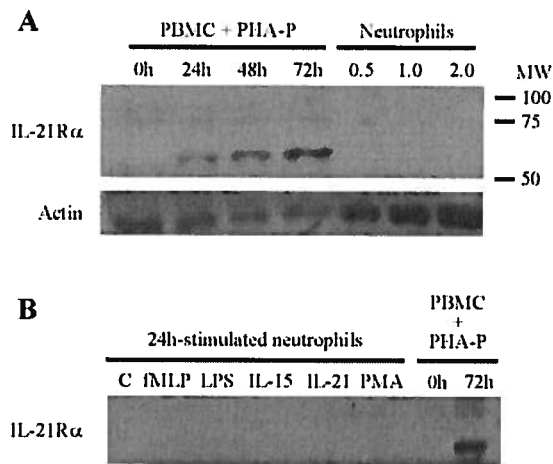 A
PBMC + PHA-P
Neutrophils
0h 24h 48h 72h 0.5 1.0 2.0 MW
100
75
IL-21Rα
50
Actin
B
PBMC
+
PHA-P
24h-stimulated neutrophils
C fMLP LPS IL-15 IL-21 PMA 0h 72h
IL-21Rα